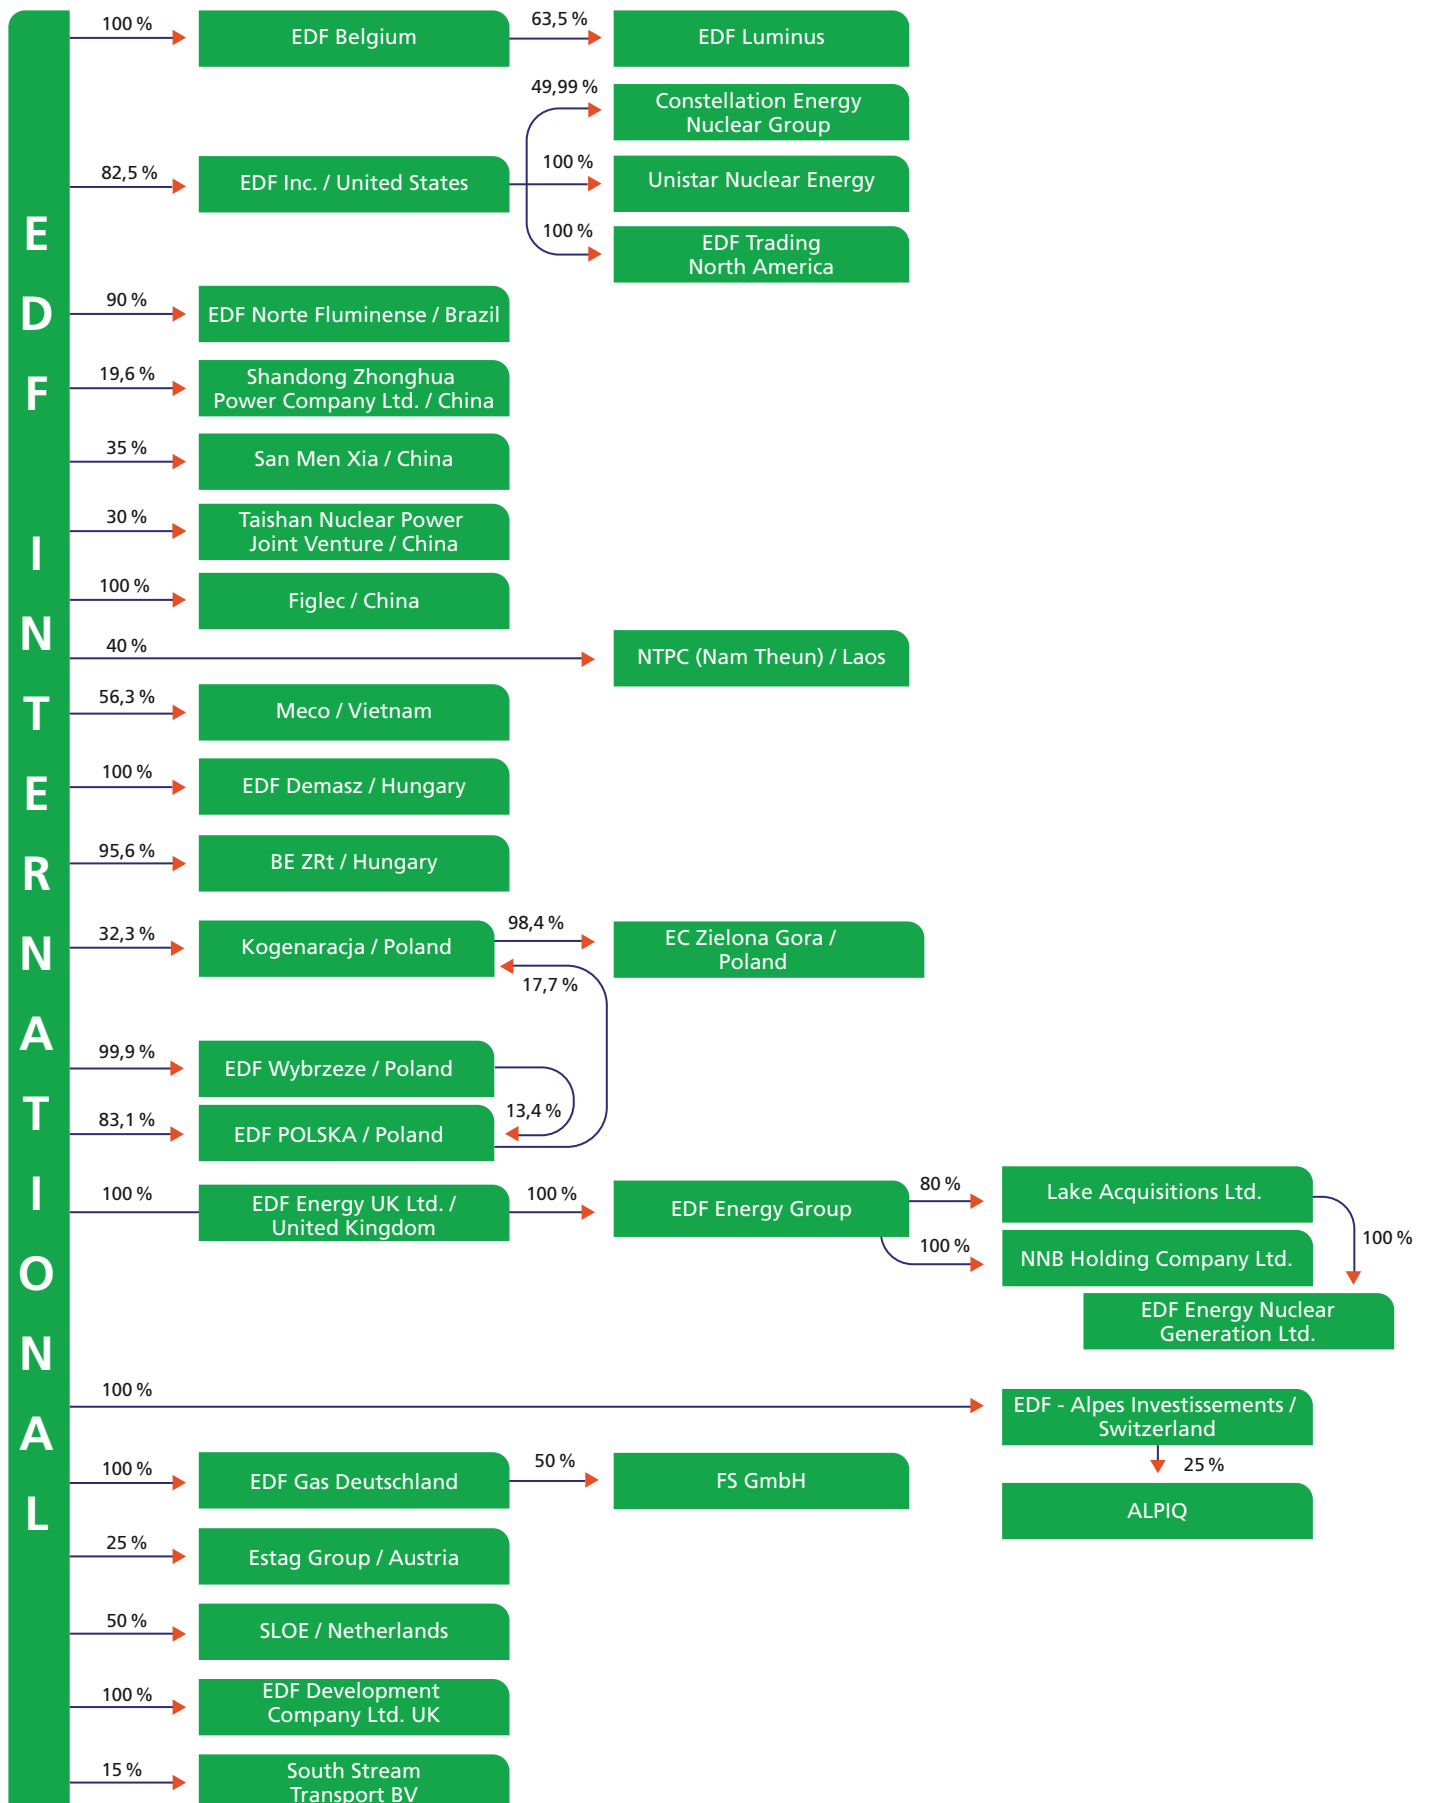 EDF INTERNATIONAL
100 %
EDF Belgium
63,5 %
EDF Luminus
82,5 %
EDF Inc. / United States
49,99 %
Constellation Energy
Nuclear Group
100 %
Unistar Nuclear Energy
100 %
EDF Trading
North America
90 %
EDF Norte Fluminense / Brazil
19,6 %
Shandong Zhonghua
Power Company Ltd. / China
35 %
San Men Xia / China
30 %
Taishan Nuclear Power
Joint Venture / China
100 %
Figlec / China
40 %
NTPC (Nam Theun) / Laos
56,3 %
Meco / Vietnam
100 %
EDF Demasz / Hungary
95,6 %
BE ZRt / Hungary
32,3 %
Kogenaracja / Poland
98,4 %
EC Zielona Gora /
Poland
17,7 %
99,9 %
EDF Wybrzeze / Poland
13,4 %
83,1 %
EDF POLSKA / Poland
100 %
EDF Energy UK Ltd. /
United Kingdom
100 %
EDF Energy Group
80 %
Lake Acquisitions Ltd.
100 %
NNB Holding Company Ltd.
100 %
EDF Energy Nuclear
Generation Ltd.
100 %
EDF - Alpes Investissements /
Switzerland
25 %
ALPIQ
100 %
EDF Gas Deutschland
50 %
FS GmbH
25 %
Estag Group / Austria
50 %
SLOE / Netherlands
100 %
EDF Development
Company Ltd. UK
15 %
South Stream
Transport BV